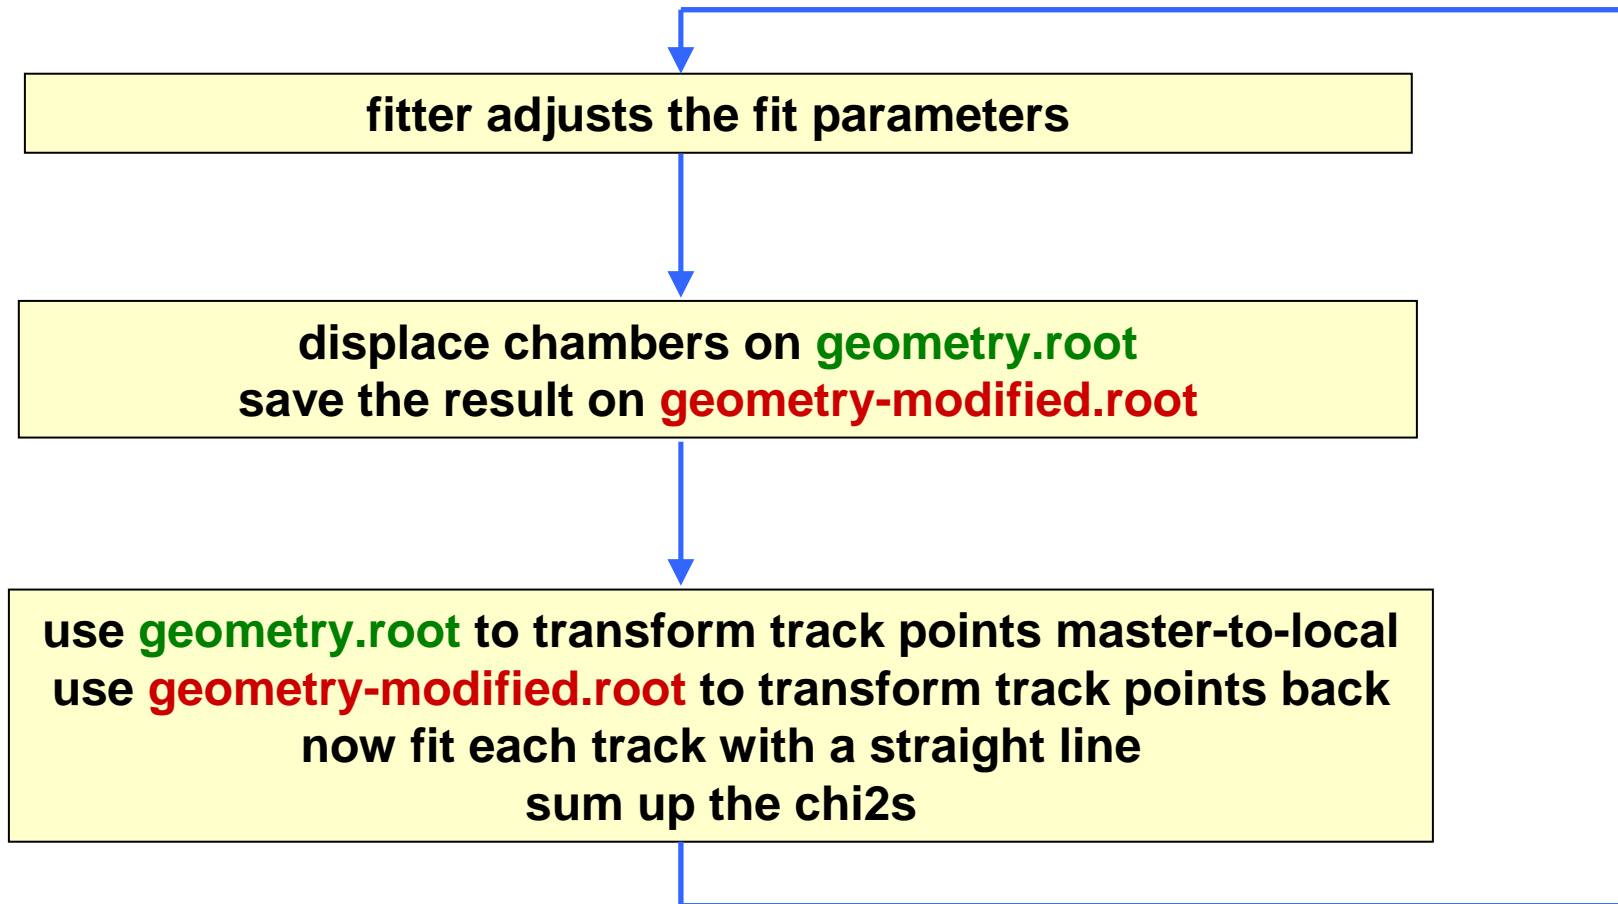 fitter adjusts the fit parameters
displace chambers on geometry.root
save the result on geometry-modified.root
use geometry.root to transform track points master-to-local
use geometry-modified.root to transform track points back
now fit each track with a straight line
sum up the chi2s